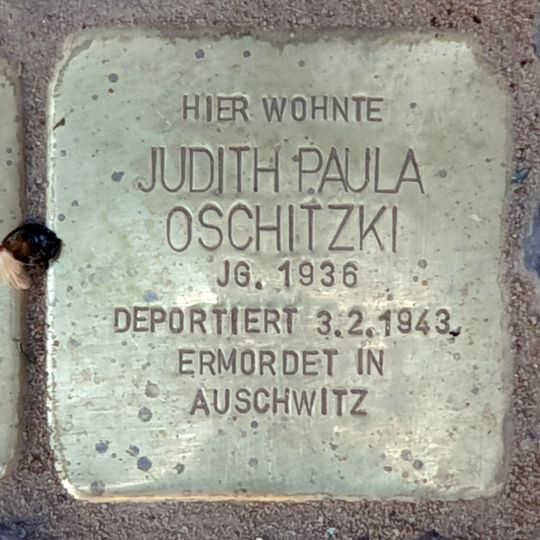 HIER WOHNTE
JUDITH PAULA
OSCHITZKI
JG. 1936
DEPORTIERT 3.2.1943
ERMORDET IN
AUSCHWITZ